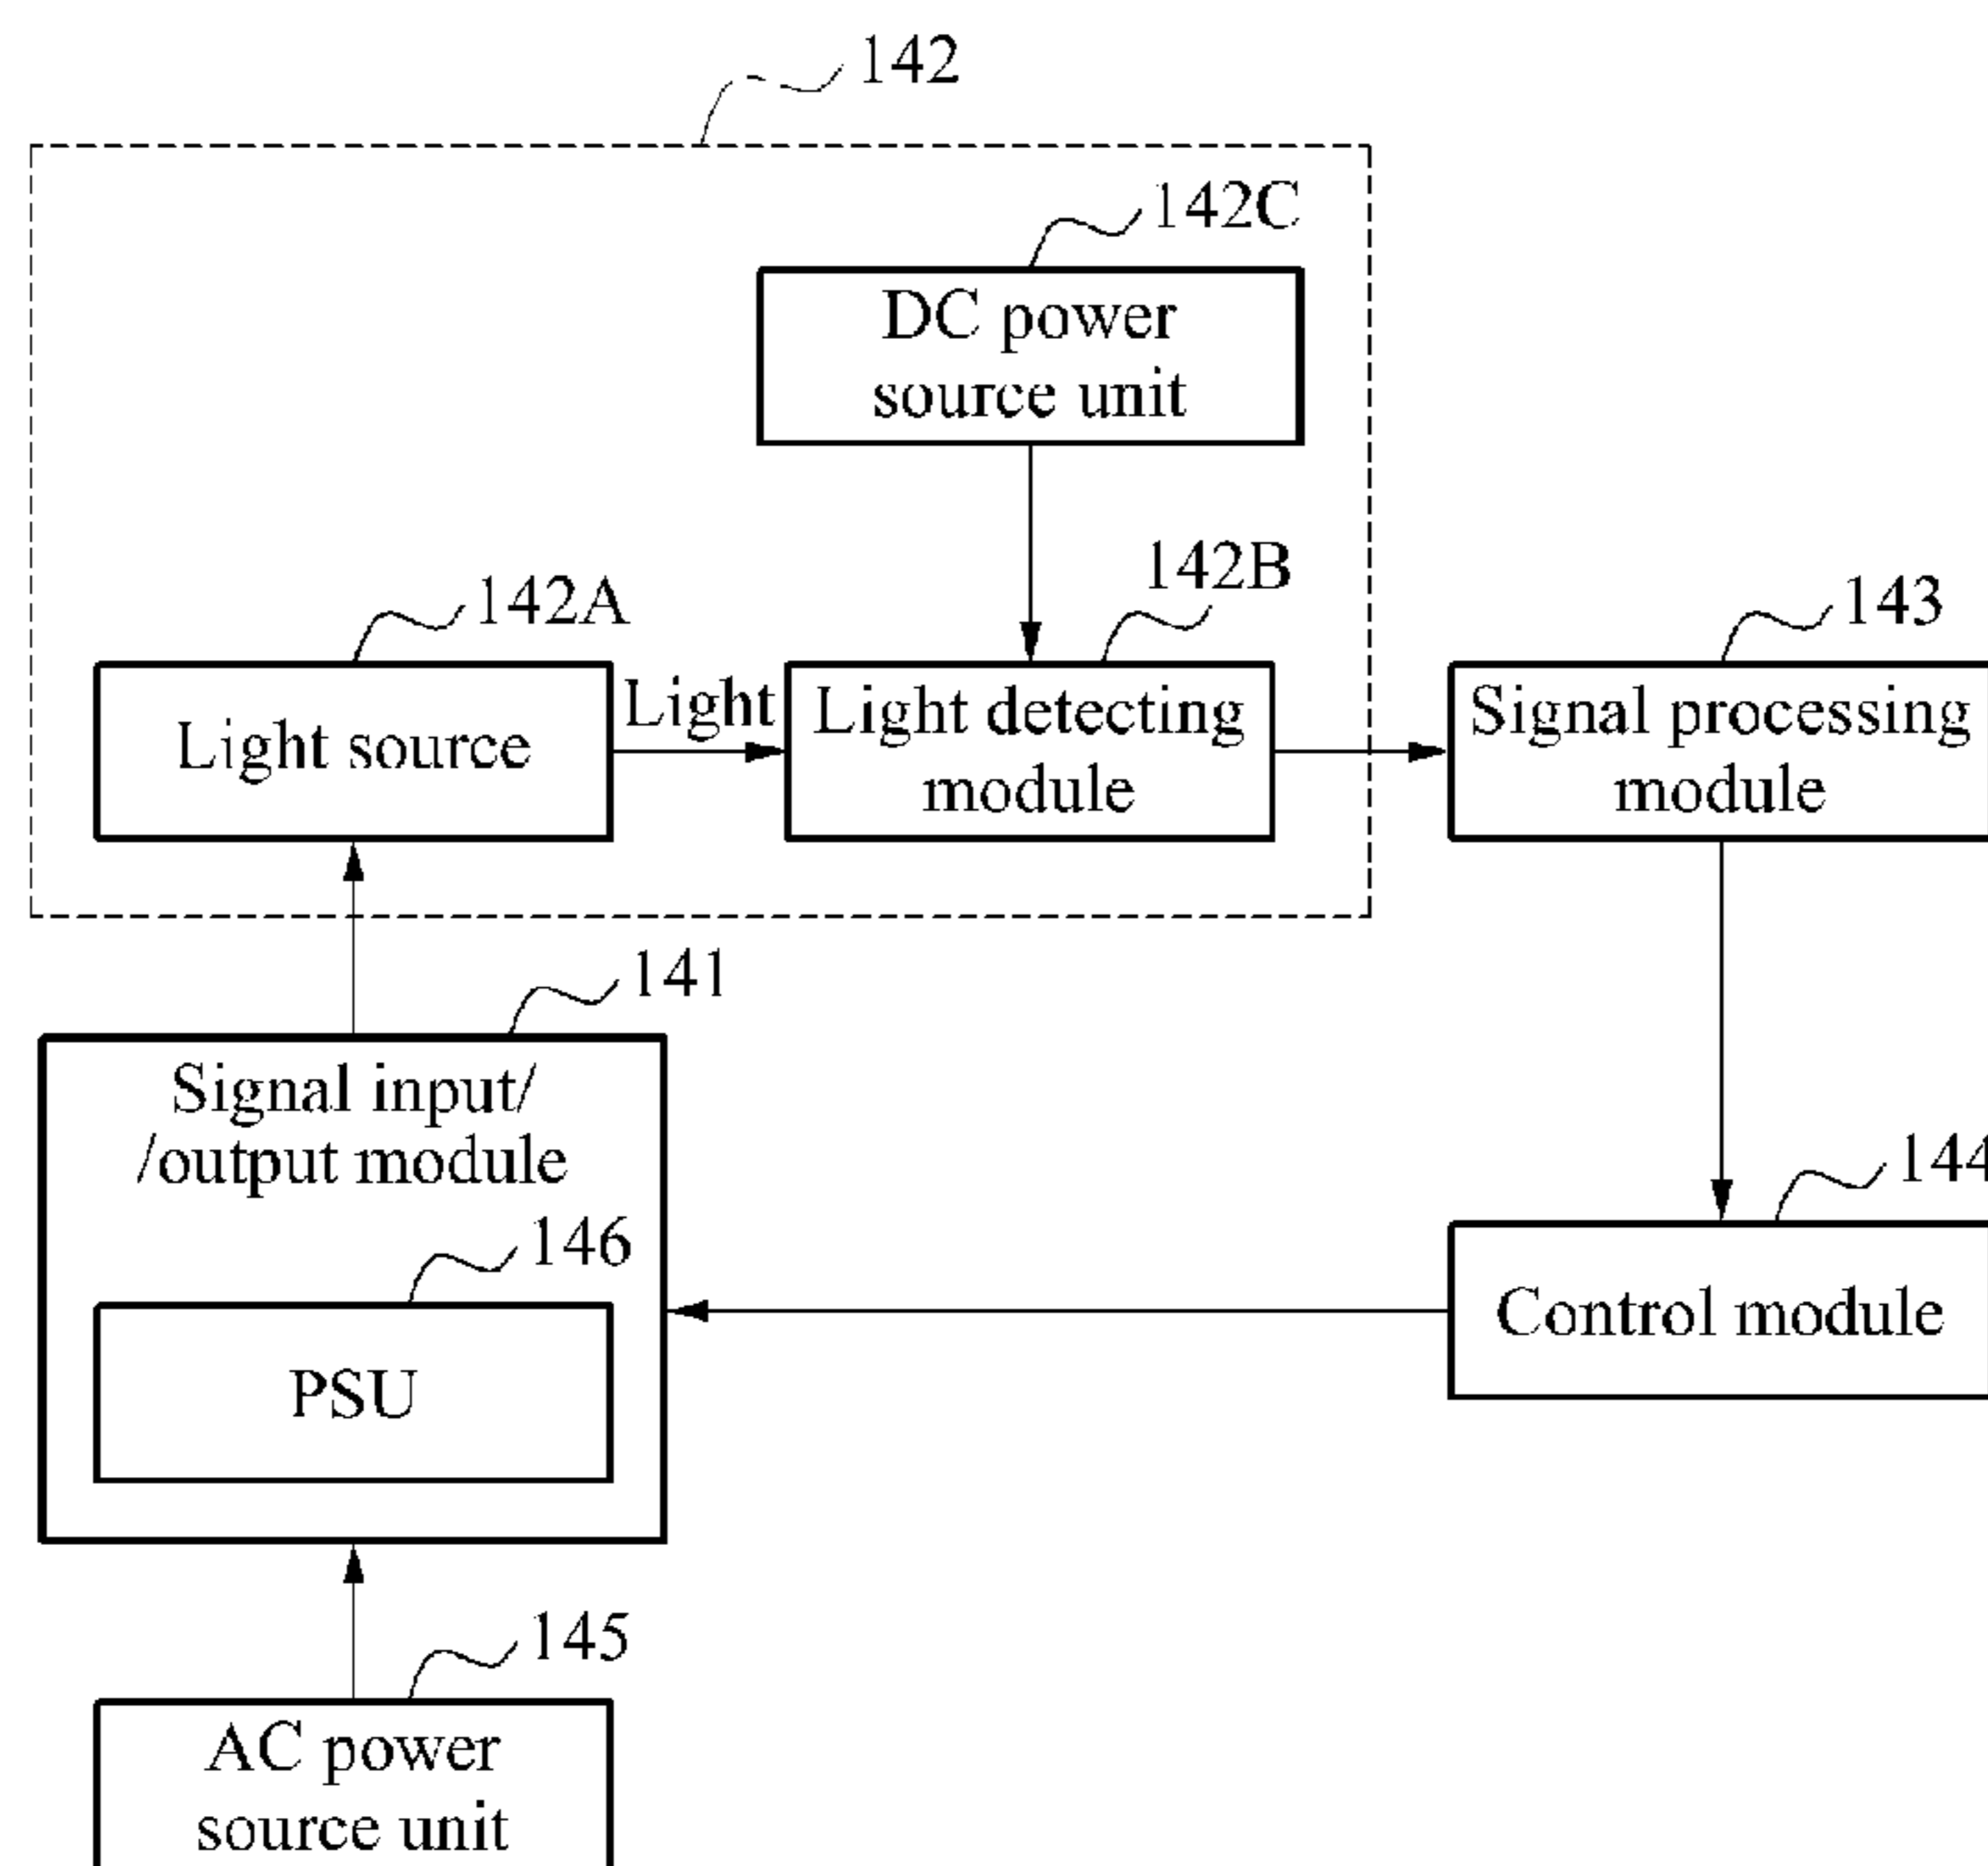 142
142C
DC power
source unit
142A
142B
143
Light source
Light
Light detecting
module
Signal processing
module
141
Signal input/
/output module
146
PSU
144
Control module
145
AC power
source unit